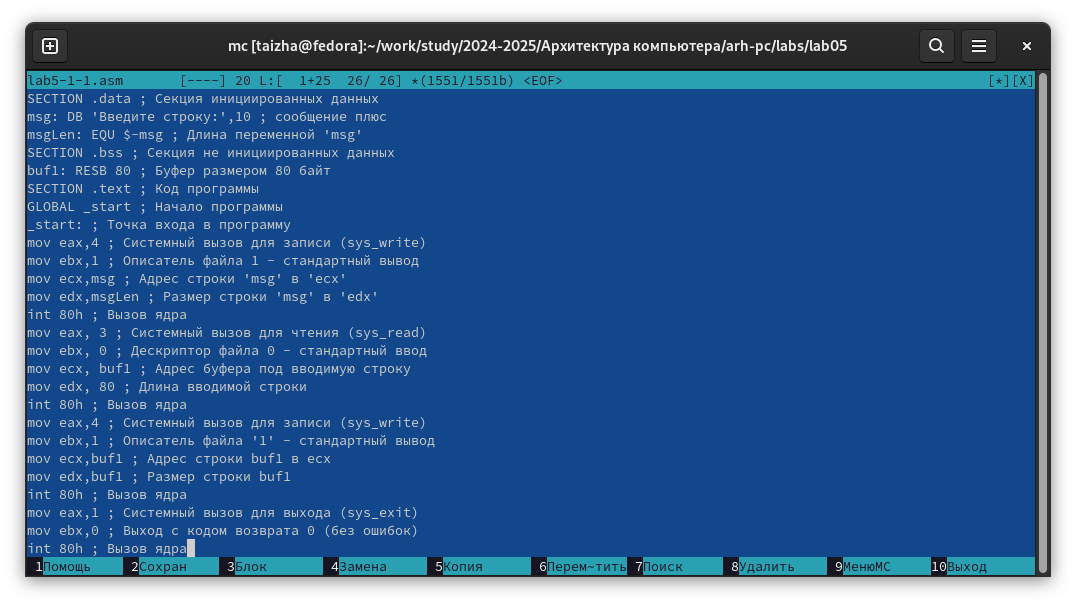 mc [taizha@fedora]:~/work/study/2024-2025/Архитектура компьютера/arh-pc/labs/lab05
lab5-1-1.asm [----] 20 L:[ 1+25 26/ 26] *(1551/1551b) <EOF> [*][X]
SECTION .data ; Секция инициированных данных
msg: DB 'Введите строку:',10 ; сообщение плюс
msgLen: EQU $-msg ; Длина переменной 'msg'
SECTION .bss ; Секция не инициированных данных
buf1: RESB 80 ; Буфер размером 80 байт
SECTION .text ; Код программы
GLOBAL _start ; Начало программы
_start: ; Точка входа в программу
mov eax,4 ; Системный вызов для записи (sys_write)
mov ebx,1 ; Описатель файла 1 - стандартный вывод
mov ecx,msg ; Адрес строки 'msg' в 'ecx'
mov edx,msgLen ; Размер строки 'msg' в 'edx'
int 80h ; Вызов ядра
mov eax, 3 ; Системный вызов для чтения (sys_read)
mov ebx, 0 ; Дескриптор файла 0 - стандартный ввод
mov ecx, buf1 ; Адрес буфера под вводимую строку
mov edx, 80 ; Длина вводимой строки
int 80h ; Вызов ядра
mov eax,4 ; Системный вызов для записи (sys_write)
mov ebx,1 ; Описатель файла '1' - стандартный вывод
mov ecx,buf1 ; Адрес строки buf1 в ecx
mov edx,buf1 ; Размер строки buf1
int 80h ; Вызов ядра
mov eax,1 ; Системный вызов для выхода (sys_exit)
mov ebx,0 ; Выход с кодом возврата 0 (без ошибок)
int 80h ; Вызов ядра
1Помощь 2Сохран 3Блок 4Замена 5Копия 6Перем~тить 7Поиск 8Удалить 9МенюМС 10Выход